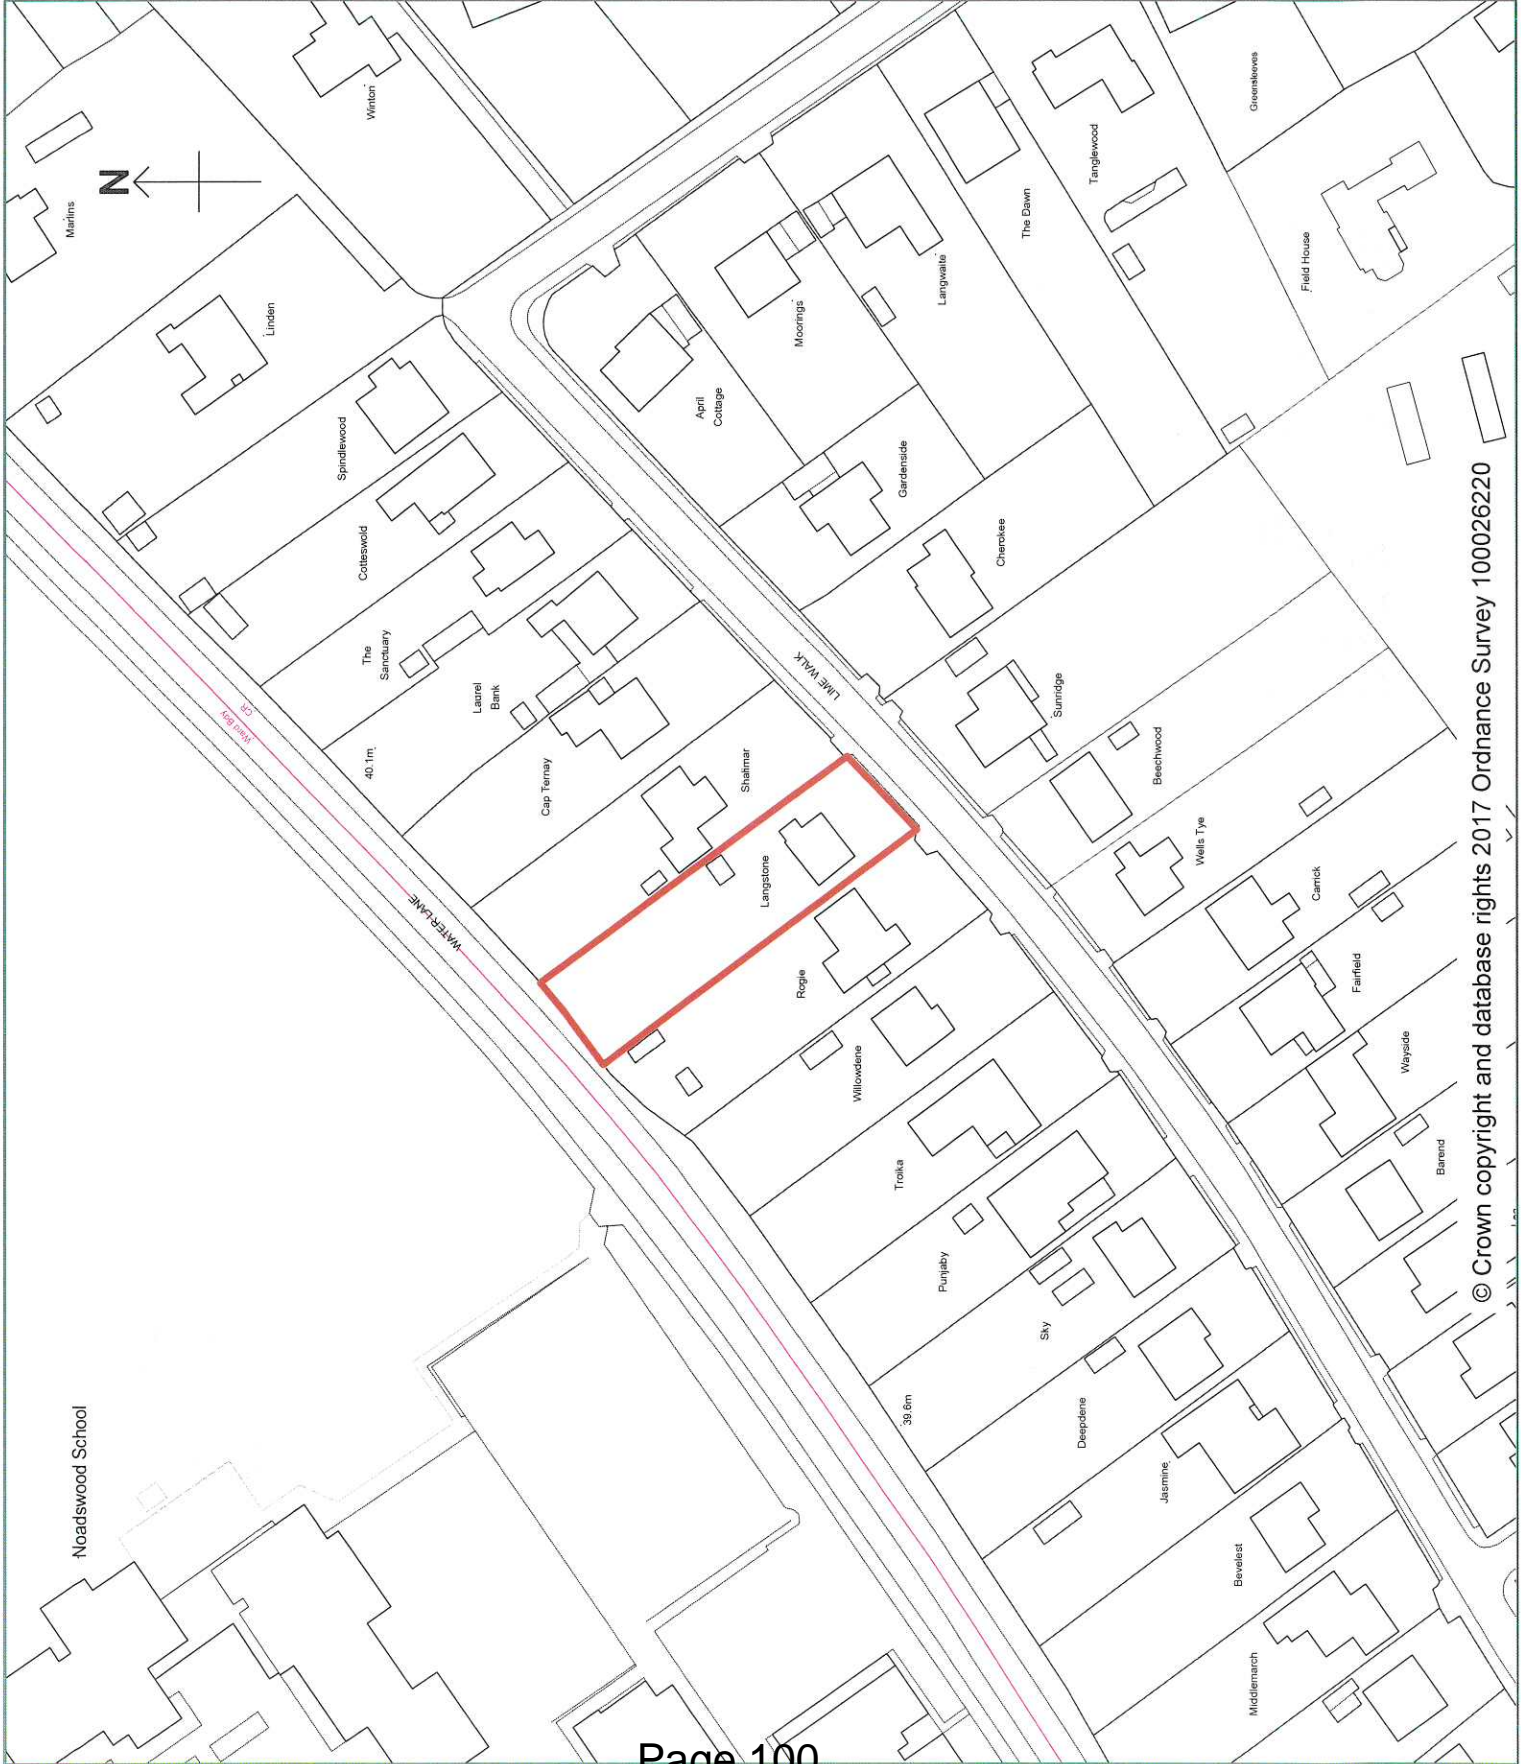 Noadswood School
Marlins
N
Winton
Linden
Spindlewood
Cotteswold
The
Sanctuary
Laurel
Bank
Cap Ternay
Shalimar
Langstone
Rogie
Willowdene
Troika
Punjaby
Sky
Deepdene
Jasmine
Bevelest
Middlemarch
40.1m
39.6m
CR
Ward Bdy
WATER LANE
LIME WALK
April
Cottage
Moorings
Langwaite
The Dawn
Tanglewood
Greensleeves
Field House
Gardenside
Cherokee
Sunridge
Beechwood
Wells Tye
Carrick
Fairfield
Wayside
Barend
© Crown copyright and database rights 2017 Ordnance Survey 100026220
Page 100